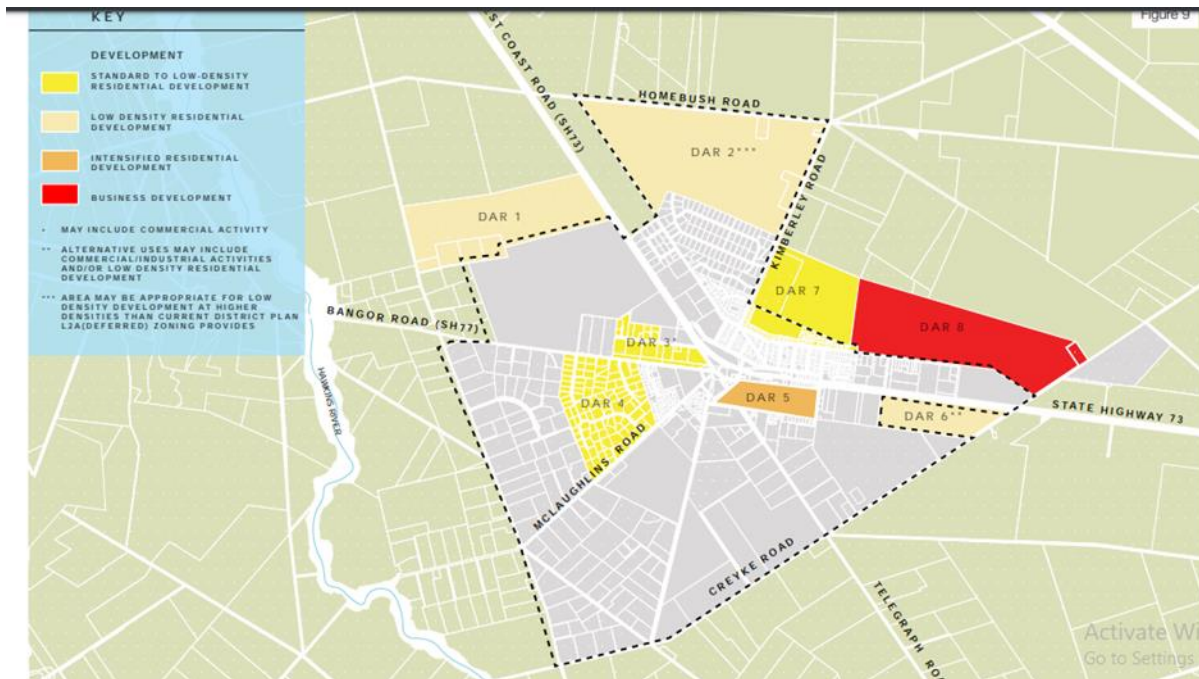 Figure 9
KEY
DEVELOPMENT
STANDARD TO LOW-DENSITY
RESIDENTIAL DEVELOPMENT
LOW DENSITY RESIDENTIAL
DEVELOPMENT
INTENSIFIED RESIDENTIAL
DEVELOPMENT
BUSINESS DEVELOPMENT
* MAY INCLUDE COMMERCIAL ACTIVITY
** ALTERNATIVE USES MAY INCLUDE
COMMERCIAL/INDUSTRIAL ACTIVITIES
AND/OR LOW DENSITY RESIDENTIAL
DEVELOPMENT
*** AREA MAY BE APPROPRIATE FOR LOW
DENSITY DEVELOPMENT AT HIGHER
DENSITIES THAN CURRENT DISTRICT PLAN
L2A(DEFERRED) ZONING PROVIDES
EST COAST ROAD (SH73)
HOMEBUSH ROAD
DAR 2***
KIMBERLEY ROAD
DAR 1
DAR 7
DAR 8
BANGOR ROAD (SH77)
DAR 3*
HAWKINS RIVER
DAR 4
DAR 5
DAR 6**
STATE HIGHWAY 73
MCLAUGHLINS ROAD
CREYKE ROAD
TELEGRAPH ROA
Activate Wi
Go to Settings